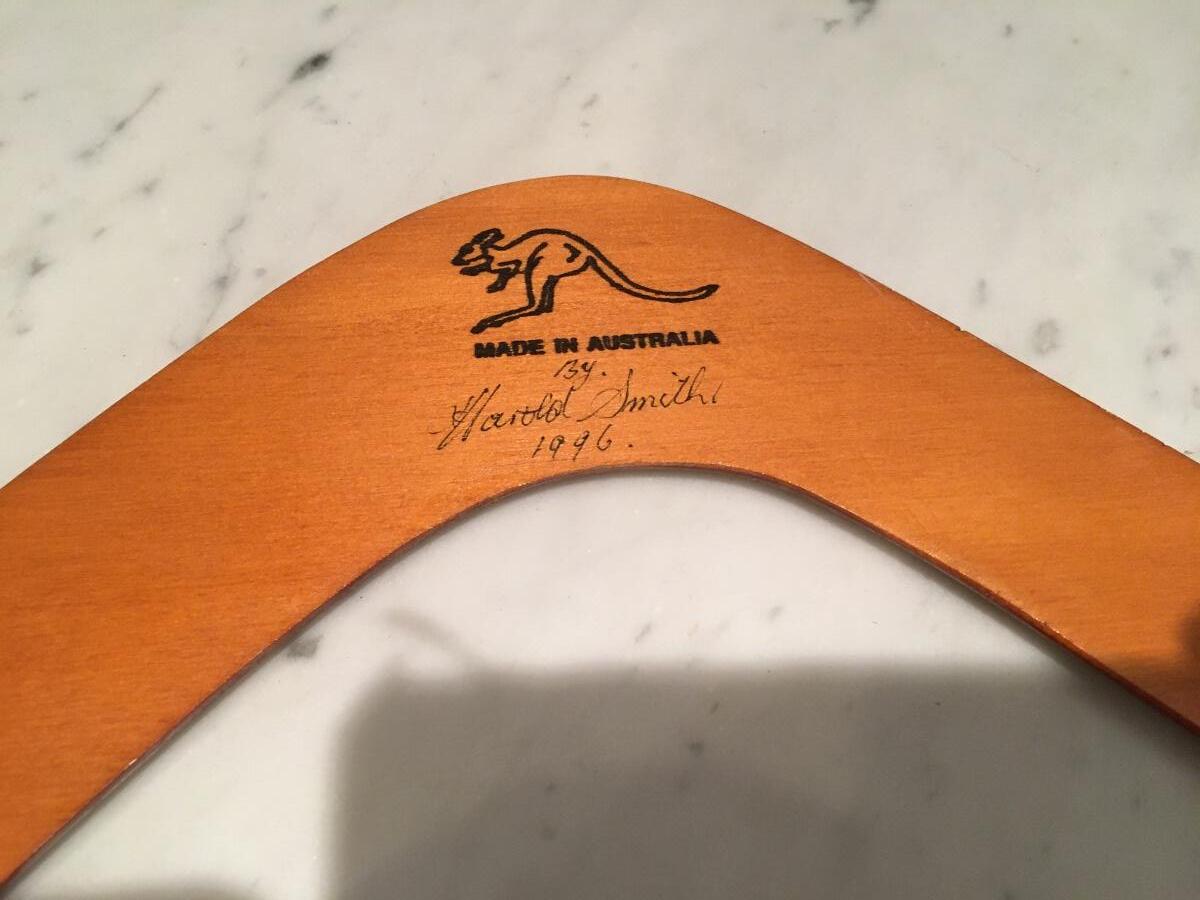 MADE IN AUSTRALIA
By.
Harold Smith.
1996.